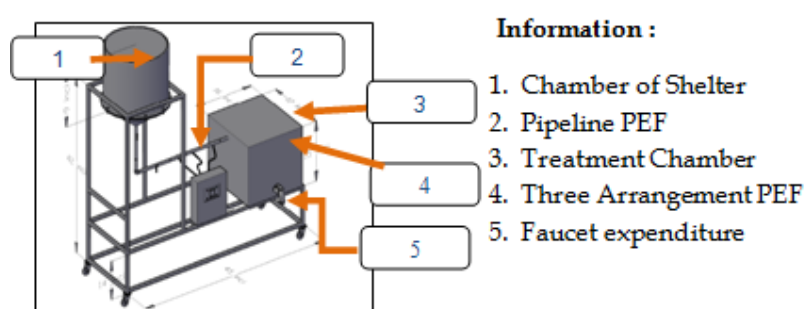 Information :
1
2
3
4
5
1. Chamber of Shelter
2. Pipeline PEF
3. Treatment Chamber
4. Three Arrangement PEF
5. Faucet expenditure